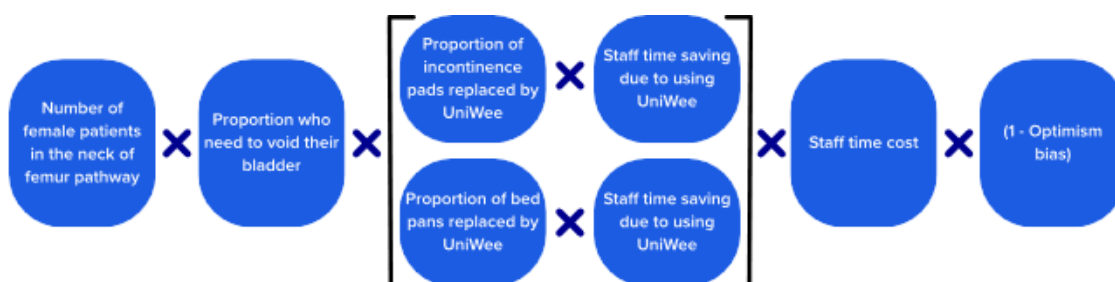 Number of
female patients
in the neck of
femur pathway
Proportion who
need to void their
bladder
Proportion of
incontinence
pads replaced by
UniWee
Staff time saving
due to using
UniWee
Proportion of bed
pans replaced by
UniWee
Staff time saving
due to using
UniWee
Staff time cost
(1 - Optimism
bias)